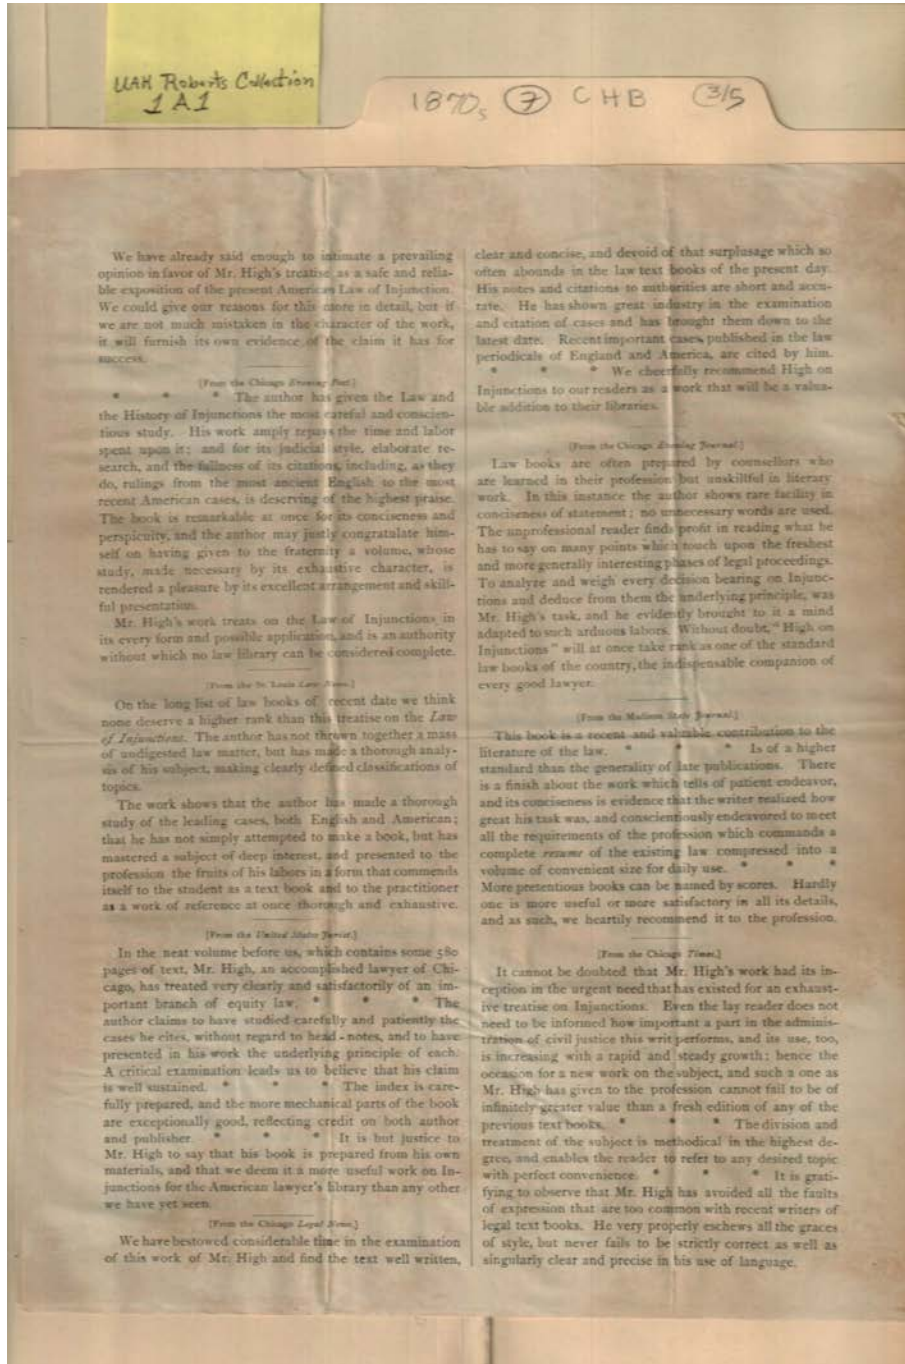 UAH Roberts Collection
1A1
1870s 7 CHB 3/5
We have already said enough to intimate a prevailing
opinion in favor of Mr. High's treatise as a safe and relia-
ble exposition of the present American Law of Injunction.
We could give our reasons for this more in detail, but if
we are not much mistaken in the character of the work,
it will furnish its own evidence of the claim it has for
success.
[From the Chicago Evening Post.]
* * * The author has given the Law and
the History of Injunctions the most careful and conscien-
tious study. His work amply repays the time and labor
spent upon it; and for its judicial style, elaborate re-
search, and the fullness of its citations, including, as they
do, rulings from the most ancient English to the most
recent American cases, is deserving of the highest praise.
The book is remarkable at once for its conciseness and
perspicuity, and the author may justly congratulate him-
self on having given to the fraternity a volume, whose
study, made necessary by its exhaustive character, is
rendered a pleasure by its excellent arrangement and skill-
ful presentation.
Mr. High's work treats on the Law of Injunctions in
its every form and possible application, and is an authority
without which no law library can be considered complete.
[From the St. Louis Law News.]
On the long list of law books of recent date we think
none deserve a higher rank than this treatise on the Law
of Injunctions. The author has not thrown together a mass
of undigested law matter, but has made a thorough analy-
sis of his subject, making clearly defined classifications of
topics.
The work shows that the author has made a thorough
study of the leading cases, both English and American;
that he has not simply attempted to make a book, but has
mastered a subject of deep interest, and presented to the
profession the fruits of his labors in a form that commends
itself to the student as a text book and to the practitioner
as a work of reference at once thorough and exhaustive.
[From the United States Jurist.]
In the neat volume before us, which contains some 580
pages of text, Mr. High, an accomplished lawyer of Chi-
cago, has treated very clearly and satisfactorily of an im-
portant branch of equity law. * * * The
author claims to have studied carefully and patiently the
cases he cites, without regard to head-notes, and to have
presented in his work the underlying principle of each.
A critical examination leads us to believe that his claim
is well sustained. * * * The index is care-
fully prepared, and the more mechanical parts of the book
are exceptionally good, reflecting credit on both author
and publisher * * * It is but justice to
Mr. High to say that his book is prepared from his own
materials, and that we deem it a more useful work on In-
junctions for the American lawyer's library than any other
we have yet seen.
[From the Chicago Legal News.]
We have bestowed considerable time in the examination
of this work of Mr. High and find the text well written,
clear and concise, and devoid of that surplusage which so
often abounds in the law text books of the present day.
His notes and citations to authorities are short and accu-
rate. He has shown great industry in the examination
and citation of cases and has brought them down to the
latest date. Recent important cases, published in the law
periodicals of England and America, are cited by him.
* * * We cheerfully recommend High on
Injunctions to our readers as a work that will be a valua-
ble addition to their libraries.
[From the Chicago Evening Journal.]
Law books are often prepared by counsellors who
are learned in their profession but unskillful in literary
work. In this instance the author shows rare facility in
conciseness of statement; no unnecessary words are used.
The unprofessional reader finds profit in reading what he
has to say on many points which touch upon the freshest
and more generally interesting phases of legal proceedings.
To analyze and weigh every decision bearing on Injunc-
tions and deduce from them the underlying principle, was
Mr. High's task, and he evidently brought to it a mind
adapted to such arduous labors. Without doubt, "High on
Injunctions" will at once take rank as one of the standard
law books of the country, the indispensable companion of
every good lawyer.
[From the Madison State Journal.]
This book is a recent and valuable contribution to the
literature of the law. * * * Is of a higher
standard than the generality of late publications. There
is a finish about the work which tells of patient endeavor,
and its conciseness is evidence that the writer realized how
great his task was, and conscientiously endeavored to meet
all the requirements of the profession which commands a
complete resume of the existing law compressed into a
volume of convenient size for daily use. * * *
More pretentious books can be named by scores. Hardly
one is more useful or more satisfactory in all its details,
and as such, we heartily recommend it to the profession.
[From the Chicago Times.]
It cannot be doubted that Mr. High's work had its in-
ception in the urgent need that has existed for an exhaust-
ive treatise on Injunctions. Even the lay reader does not
need to be informed how important a part in the adminis-
tration of civil justice this writ performs, and its use, too,
is increasing with a rapid and steady growth; hence the
occasion for a new work on the subject, and such a one as
Mr. High has given to the profession cannot fail to be of
infinitely greater value than a fresh edition of any of the
previous text books. * * * The division and
treatment of the subject is methodical in the highest de-
gree, and enables the reader to refer to any desired topic
with perfect convenience. * * * It is grati-
fying to observe that Mr. High has avoided all the faults
of expression that are too common with recent writers of
legal text books. He very properly eschews all the graces
of style, but never fails to be strictly correct as well as
singularly clear and precise in his use of language.